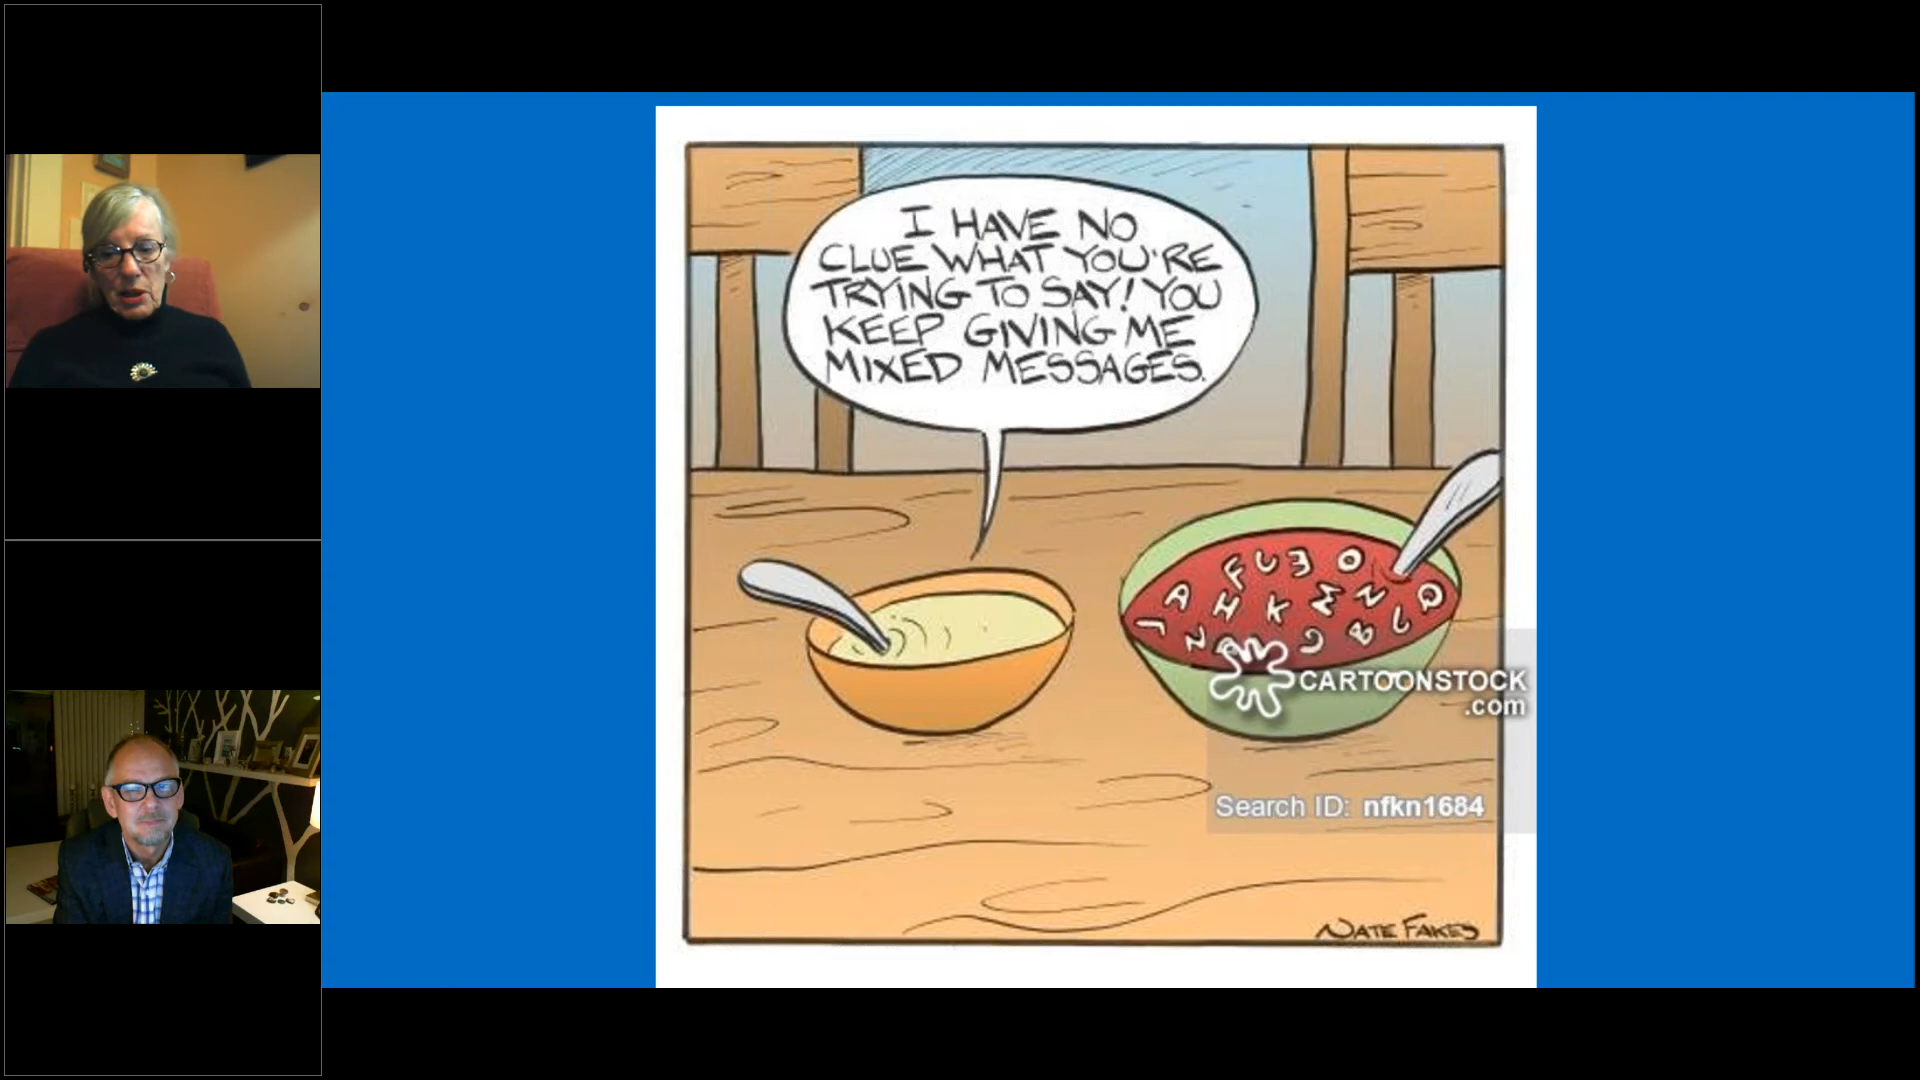 I HAVE NO
CLUE WHAT YOU'RE
TRYING TO SAY! YOU
KEEP GIVING ME
MIXED MESSAGES.
F U E O
A H K M N Q
J N G B L
CARTOONSTOCK
.com
Search ID: nfkn1684
NATE FAKES